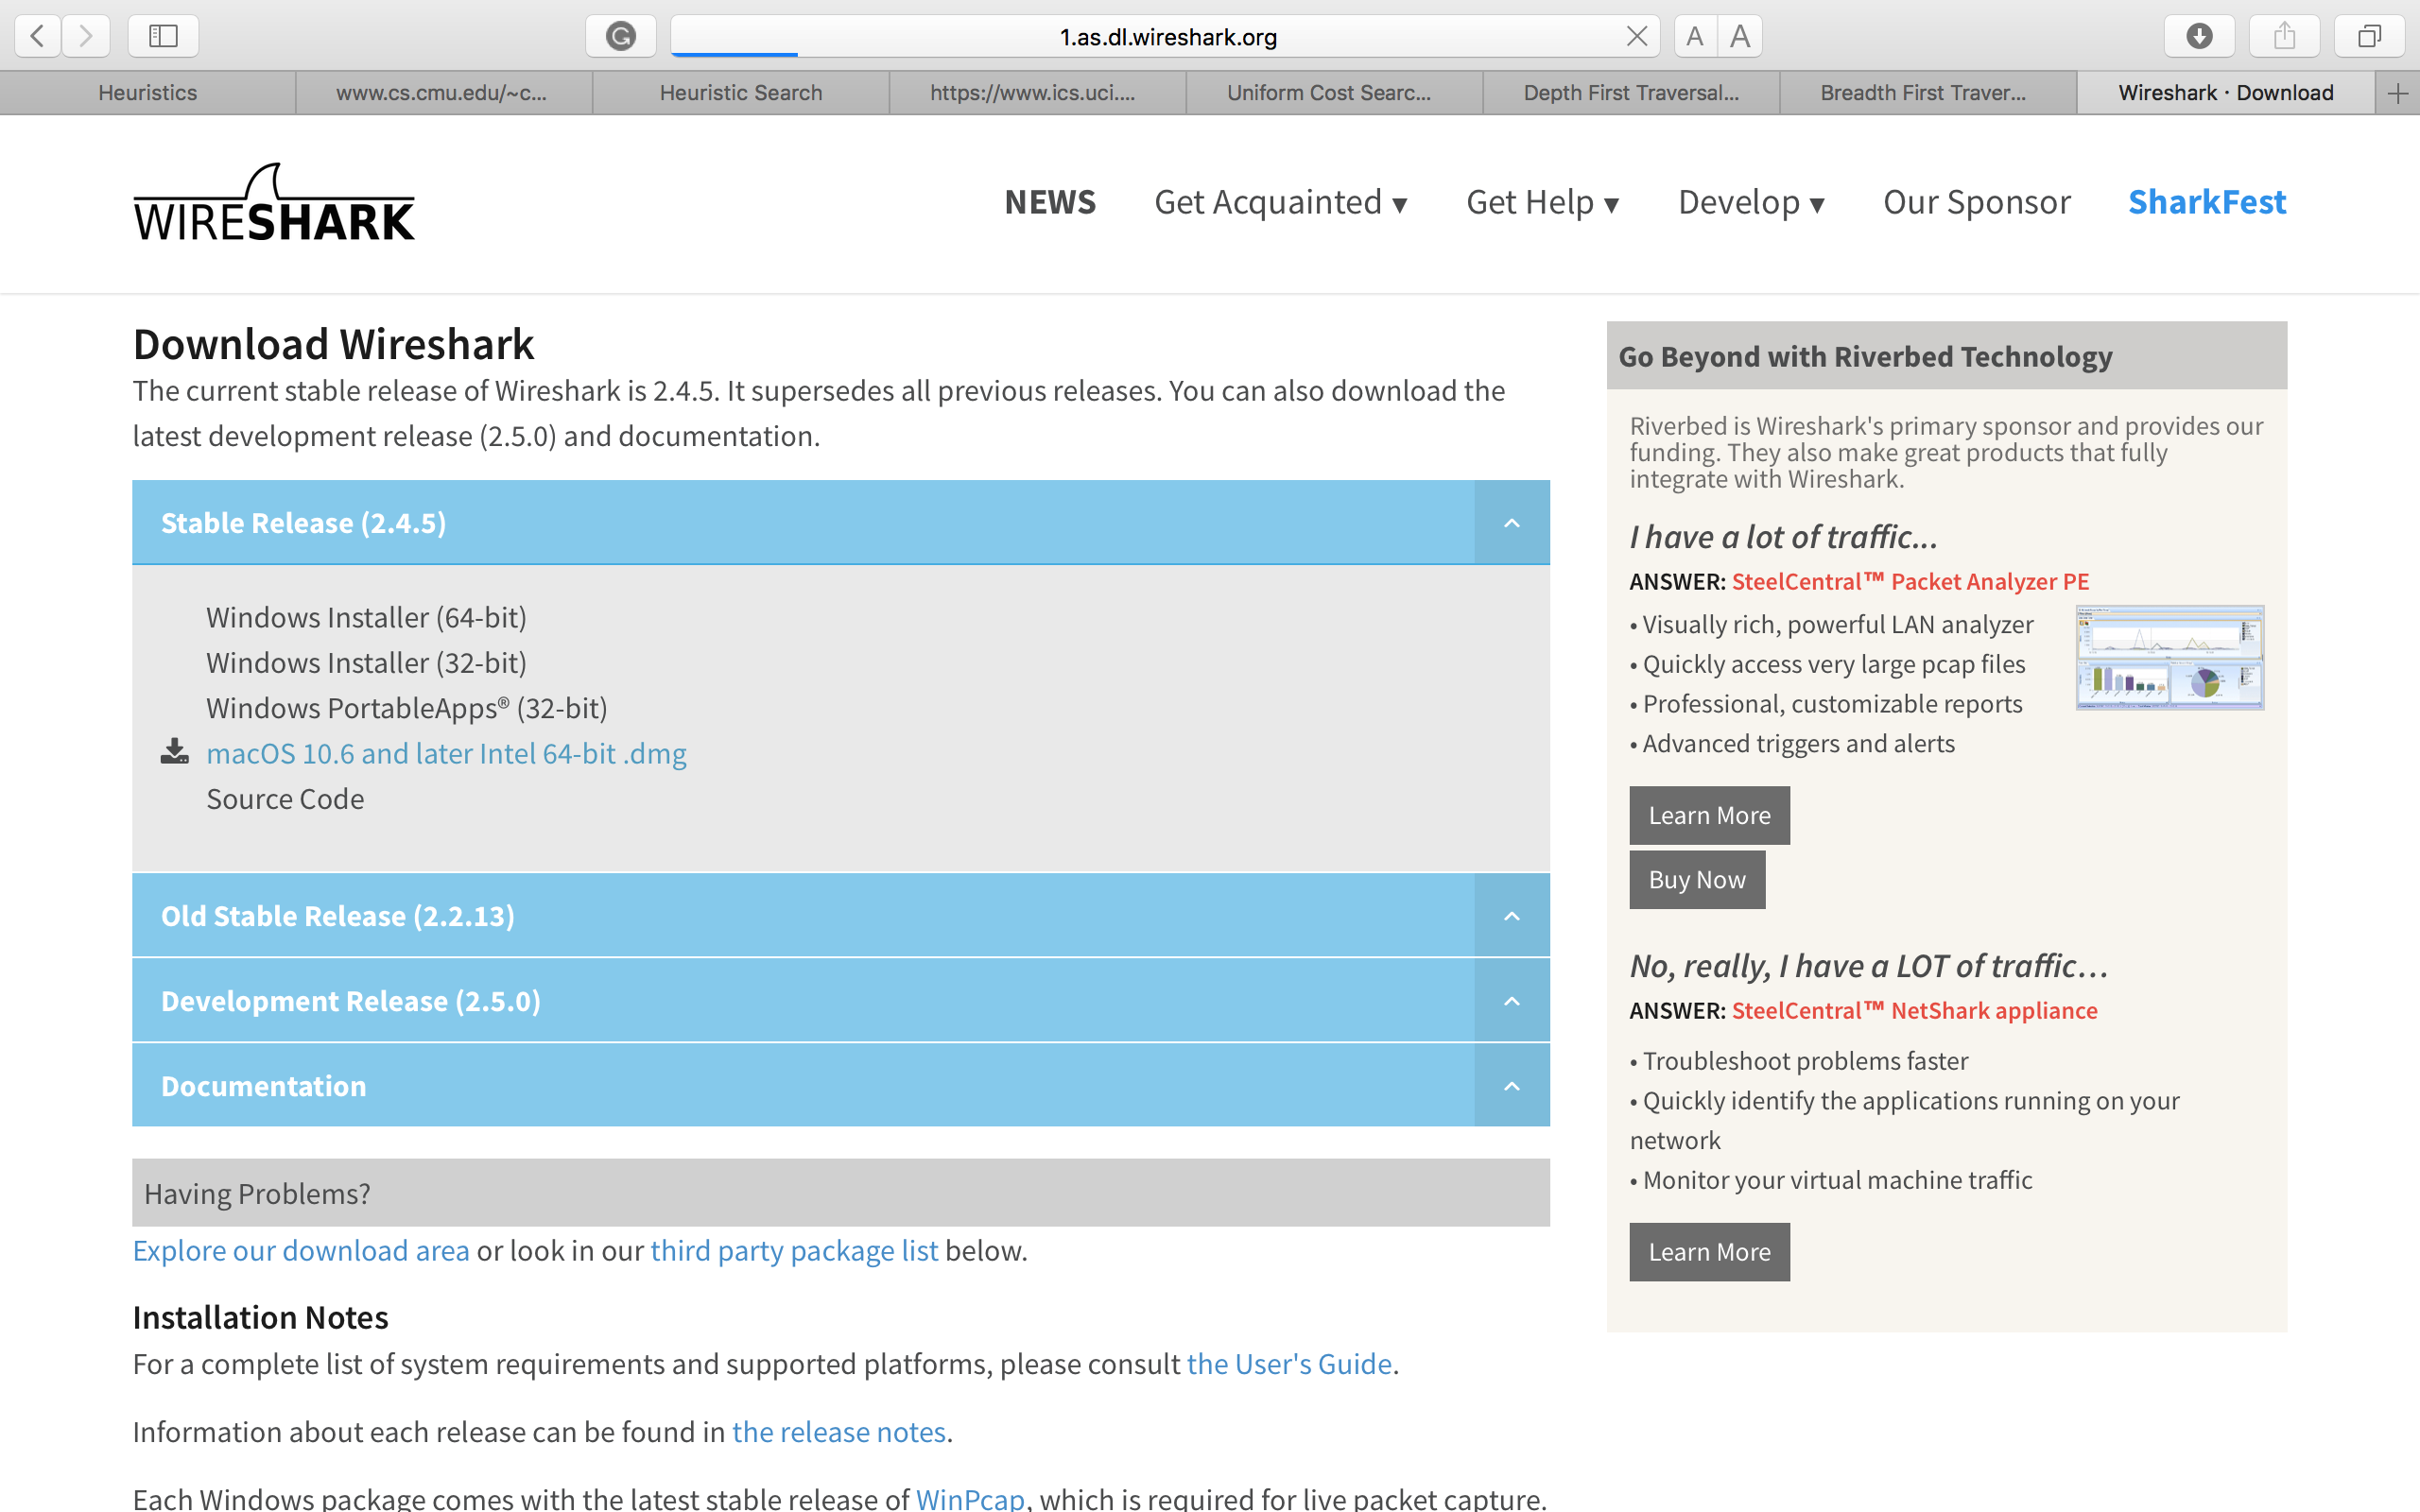 1.as.dl.wireshark.org
A A
Heuristics
www.cs.cmu.edu/~c...
Heuristic Search
https://www.ics.uci....
Uniform Cost Searc...
Depth First Traversal...
Breadth First Traver...
Wireshark · Download
WIRESHARK
NEWS
Get Acquainted ▾
Get Help ▾
Develop ▾
Our Sponsor
SharkFest
Download Wireshark
The current stable release of Wireshark is 2.4.5. It supersedes all previous releases. You can also download the
latest development release (2.5.0) and documentation.
Stable Release (2.4.5)
Windows Installer (64-bit)
Windows Installer (32-bit)
Windows PortableApps® (32-bit)
macOS 10.6 and later Intel 64-bit .dmg
Source Code
Old Stable Release (2.2.13)
Development Release (2.5.0)
Documentation
Having Problems?
Explore our download area or look in our third party package list below.
Installation Notes
For a complete list of system requirements and supported platforms, please consult the User's Guide.
Information about each release can be found in the release notes.
Each Windows package comes with the latest stable release of WinPcap, which is required for live packet capture.
Go Beyond with Riverbed Technology
Riverbed is Wireshark's primary sponsor and provides our
funding. They also make great products that fully
integrate with Wireshark.
I have a lot of traffic...
ANSWER: SteelCentral™ Packet Analyzer PE
• Visually rich, powerful LAN analyzer
• Quickly access very large pcap files
• Professional, customizable reports
• Advanced triggers and alerts
Learn More
Buy Now
No, really, I have a LOT of traffic…
ANSWER: SteelCentral™ NetShark appliance
• Troubleshoot problems faster
• Quickly identify the applications running on your
network
• Monitor your virtual machine traffic
Learn More